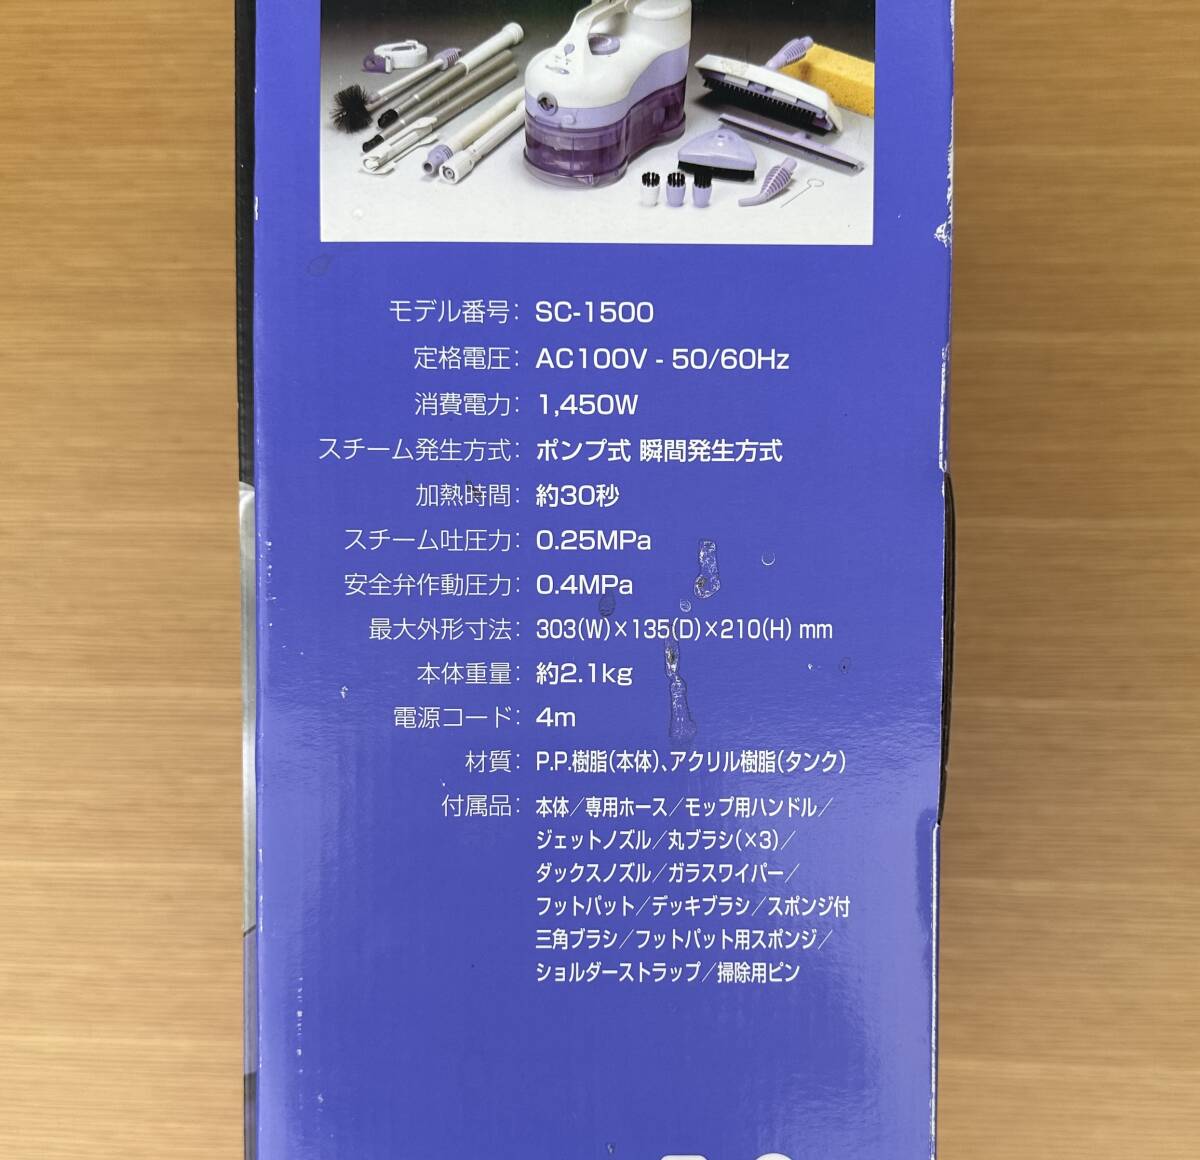 モデル番号: SC-1500
定格電圧: AC100V - 50/60Hz
消費電力: 1,450W
スチーム発生方式: ポンプ式 瞬間発生方式
加熱時間: 約30秒
スチーム吐圧力: 0.25MPa
安全弁作動圧力: 0.4MPa
最大外形寸法: 303(W)×135(D)×210(H) mm
本体重量: 約2.1kg
電源コード: 4m
材質: P.P.樹脂(本体)、アクリル樹脂(タンク)
付属品: 本体/専用ホース/モップ用ハンドル/
ジェットノズル/丸ブラシ(×3)/
ダックスノズル/ガラスワイパー/
フットパット/デッキブラシ/スポンジ付
三角ブラシ/フットパット用スポンジ/
ショルダーストラップ/掃除用ピン